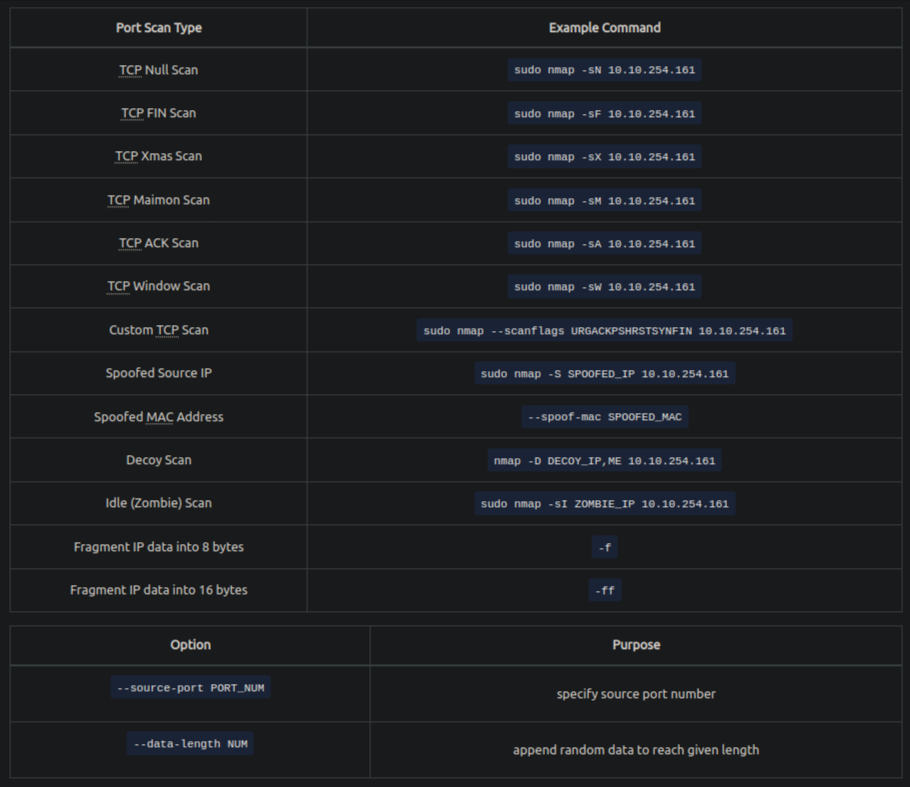 Port Scan Type Example Command
TCP Null Scan sudo nmap -sN 10.10.254.161
TCP FIN Scan sudo nmap -sF 10.10.254.161
TCP Xmas Scan sudo nmap -sX 10.10.254.161
TCP Maimon Scan sudo nmap -sM 10.10.254.161
TCP ACK Scan sudo nmap -sA 10.10.254.161
TCP Window Scan sudo nmap -sW 10.10.254.161
Custom TCP Scan sudo nmap --scanflags URGACKPSHRSTSYNFIN 10.10.254.161
Spoofed Source IP sudo nmap -S SPOOFED_IP 10.10.254.161
Spoofed MAC Address --spoof-mac SPOOFED_MAC
Decoy Scan nmap -D DECOY_IP,ME 10.10.254.161
Idle (Zombie) Scan sudo nmap -sI ZOMBIE_IP 10.10.254.161
Fragment IP data into 8 bytes -f
Fragment IP data into 16 bytes -ff
Option Purpose
--source-port PORT_NUM specify source port number
--data-length NUM append random data to reach given length